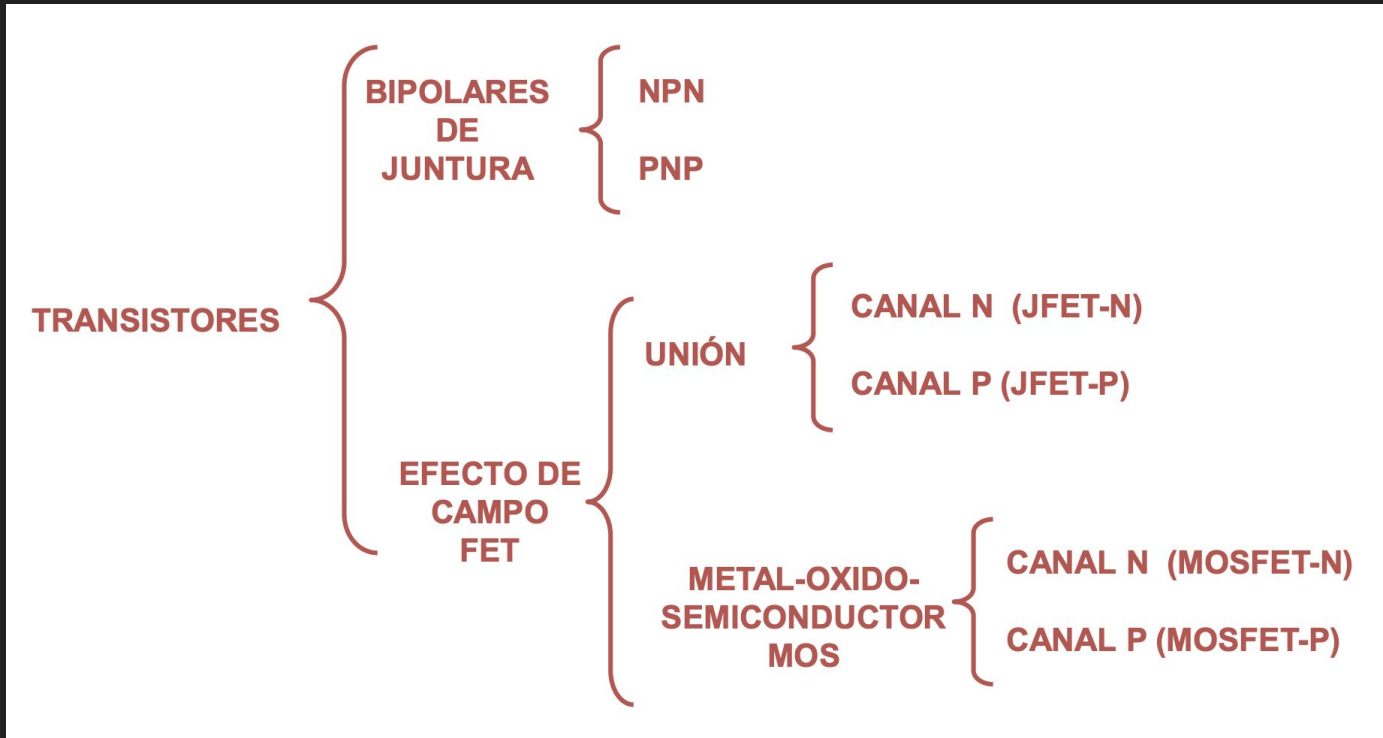 TRANSISTORES
BIPOLARES
DE
JUNTURA
NPN
PNP
EFECTO DE
CAMPO
FET
UNIÓN
CANAL N (JFET-N)
CANAL P (JFET-P)
METAL-OXIDO-
SEMICONDUCTOR
MOS
CANAL N (MOSFET-N)
CANAL P (MOSFET-P)